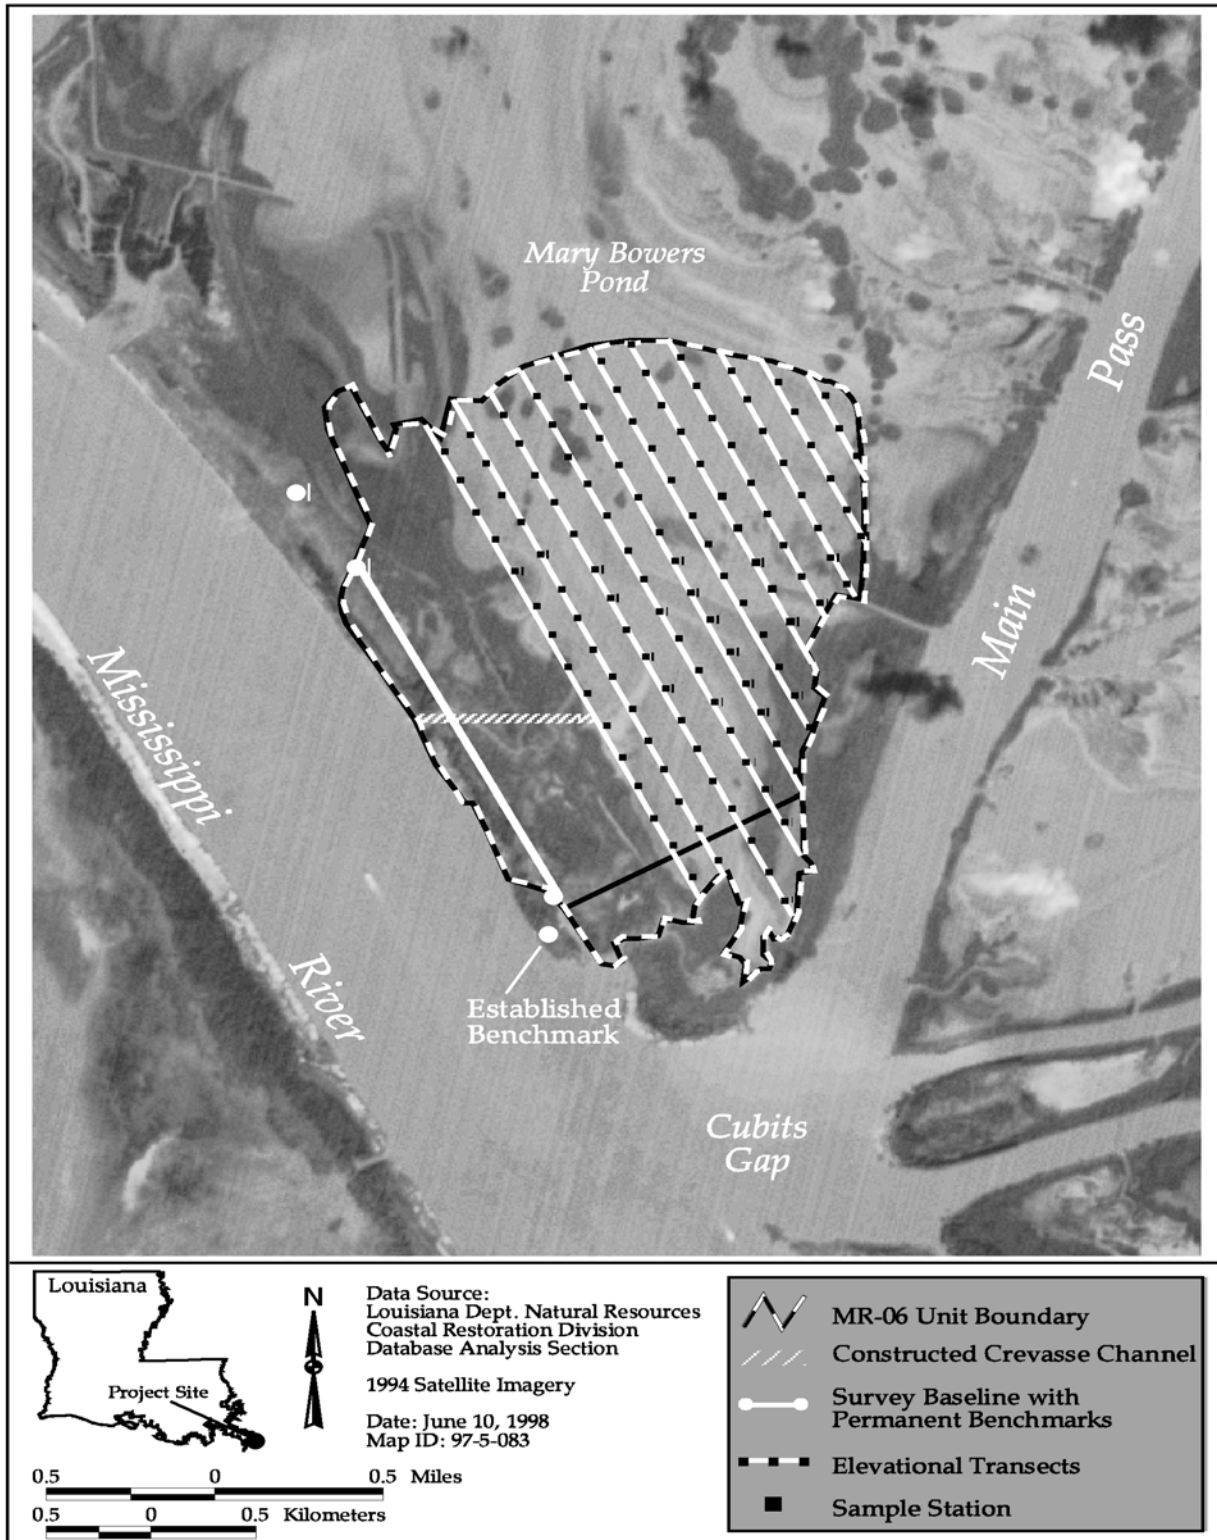 Mary Bowers
Pond
Pass
Main
Mississippi
River
Established
Benchmark
Cubits
Gap
Louisiana
Project Site
N
Data Source:
Louisiana Dept. Natural Resources
Coastal Restoration Division
Database Analysis Section
1994 Satellite Imagery
Date: June 10, 1998
Map ID: 97-5-083
0.5 0 0.5 Miles
0.5 0 0.5 Kilometers
MR-06 Unit Boundary
Constructed Crevasse Channel
Survey Baseline with
Permanent Benchmarks
Elevational Transects
Sample Station